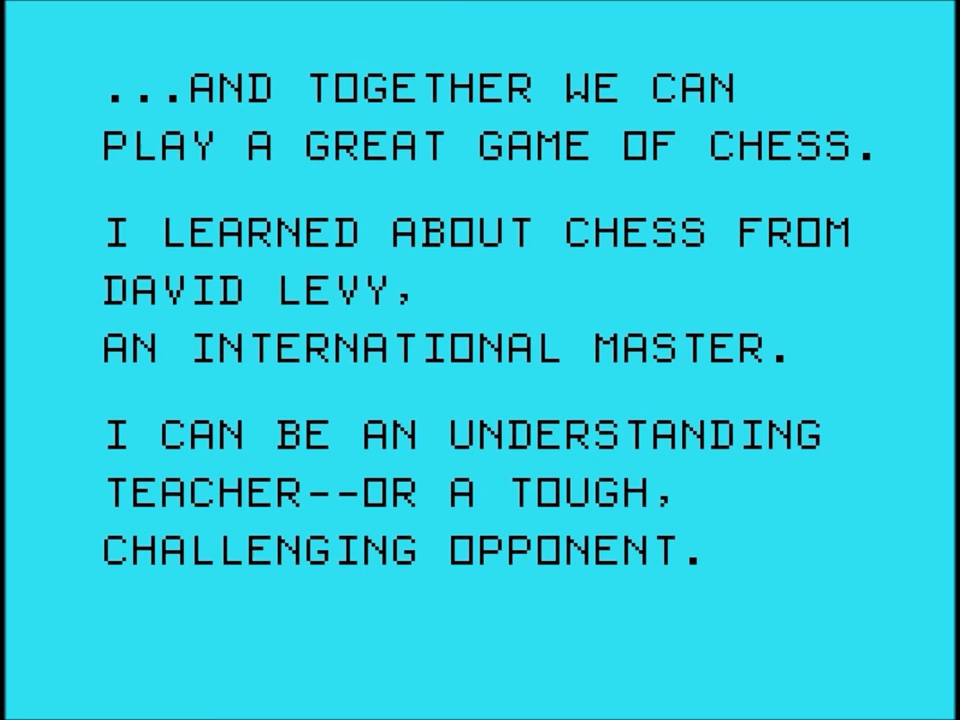 ...AND TOGETHER WE CAN
PLAY A GREAT GAME OF CHESS.
I LEARNED ABOUT CHESS FROM
DAVID LEVY,
AN INTERNATIONAL MASTER.
I CAN BE AN UNDERSTANDING
TEACHER--OR A TOUGH,
CHALLENGING OPPONENT.